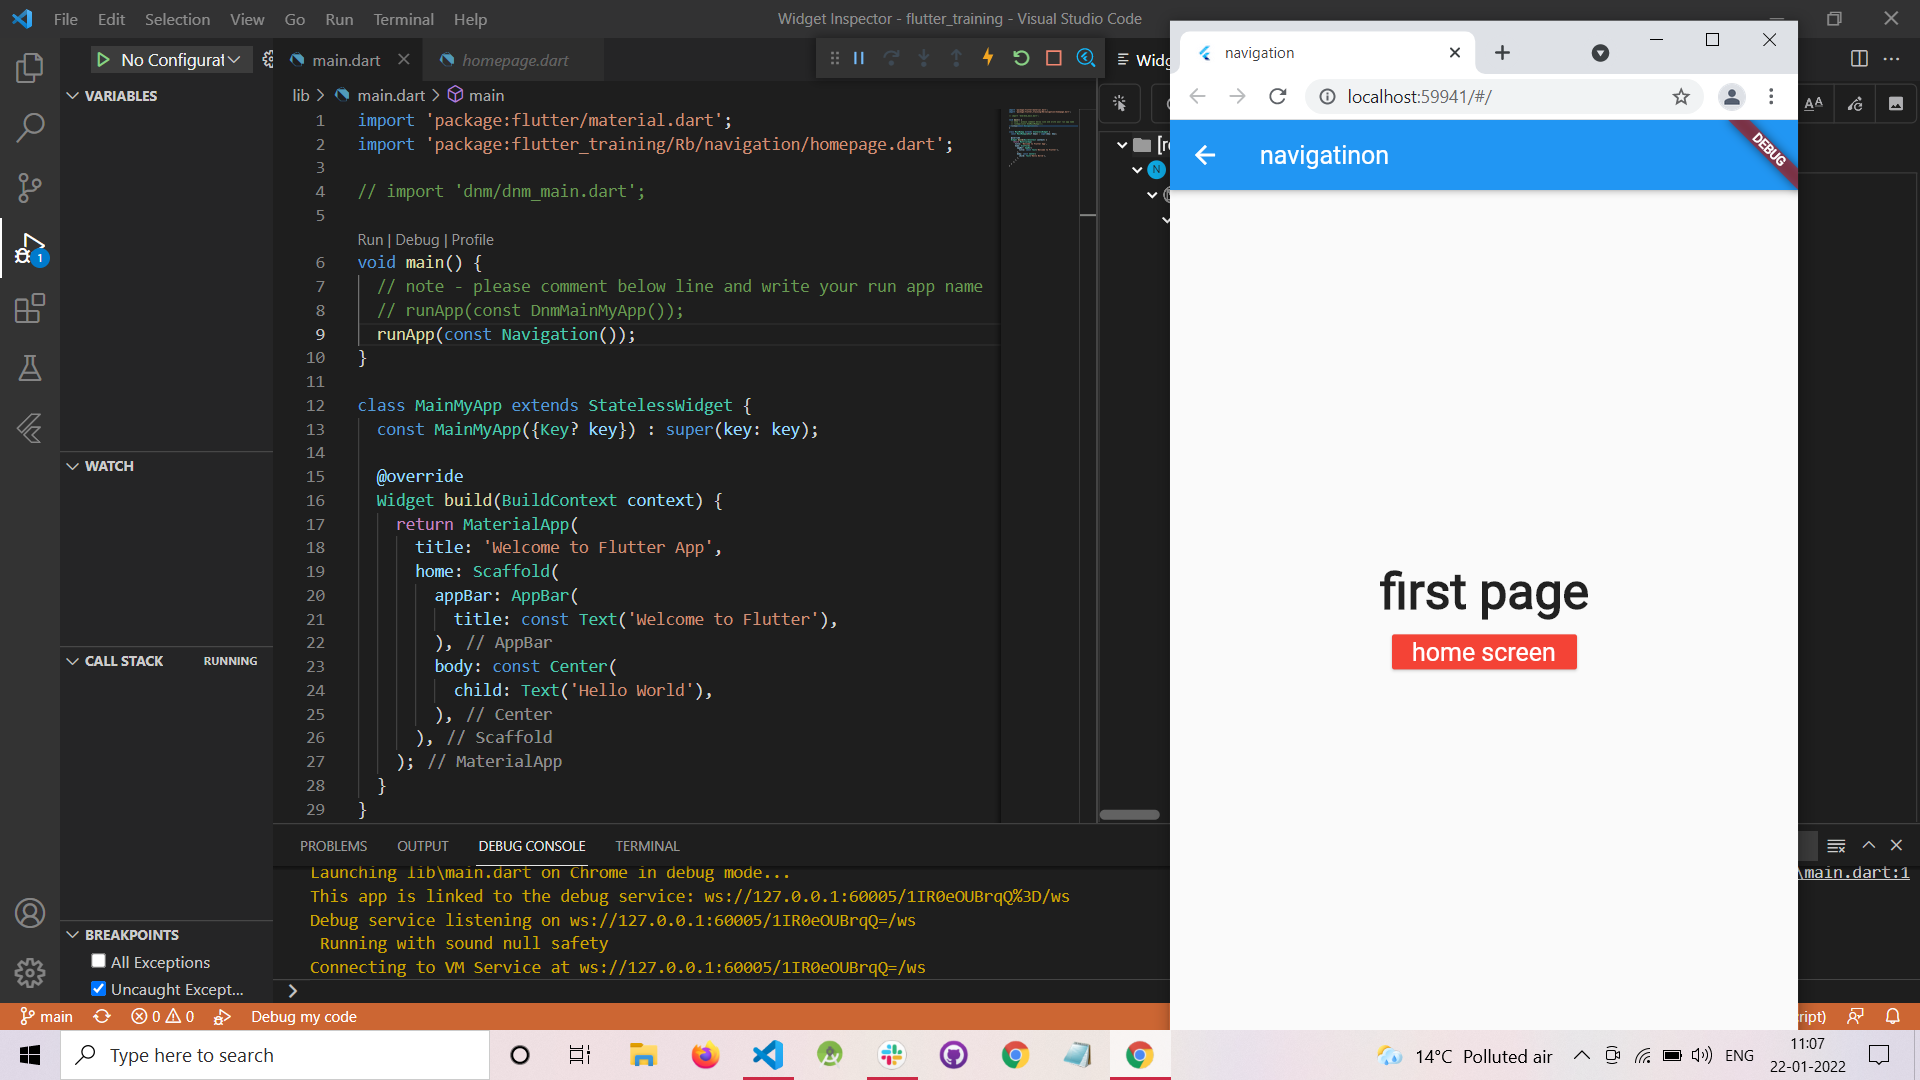 File Edit Selection View Go Run Terminal Help
Widget Inspector - flutter_training - Visual Studio Code
No Configurat
main.dart
homepage.dart
VARIABLES
WATCH
CALL STACK RUNNING
BREAKPOINTS
All Exceptions
Uncaught Except...
lib > main.dart > main
1 import 'package:flutter/material.dart';
2 import 'package:flutter_training/Rb/navigation/homepage.dart';
3
4 // import 'dnm/dnm_main.dart';
5
Run | Debug | Profile
6 void main() {
7 // note - please comment below line and write your run app name
8 // runApp(const DnmMainMyApp());
9 runApp(const Navigation());
10 }
11
12 class MainMyApp extends StatelessWidget {
13 const MainMyApp({Key? key}) : super(key: key);
14
15 @override
16 Widget build(BuildContext context) {
17 return MaterialApp(
18 title: 'Welcome to Flutter App',
19 home: Scaffold(
20 appBar: AppBar(
21 title: const Text('Welcome to Flutter'),
22 ), // AppBar
23 body: const Center(
24 child: Text('Hello World'),
25 ), // Center
26 ), // Scaffold
27 ); // MaterialApp
28 }
29 }
PROBLEMS OUTPUT DEBUG CONSOLE TERMINAL
Launching lib\main.dart on Chrome in debug mode...
\main.dart:1
This app is linked to the debug service: ws://127.0.0.1:60005/1IR0eOUBrqQ%3D/ws
Debug service listening on ws://127.0.0.1:60005/1IR0eOUBrqQ=/ws
Running with sound null safety
Connecting to VM Service at ws://127.0.0.1:60005/1IR0eOUBrqQ=/ws
Widg
[ro
N
navigation
localhost:59941/#/
navigatinon
DEBUG
first page
home screen
1
main
0 0
Debug my code
ript)
Type here to search
14°C Polluted air
ENG
11:07
22-01-2022